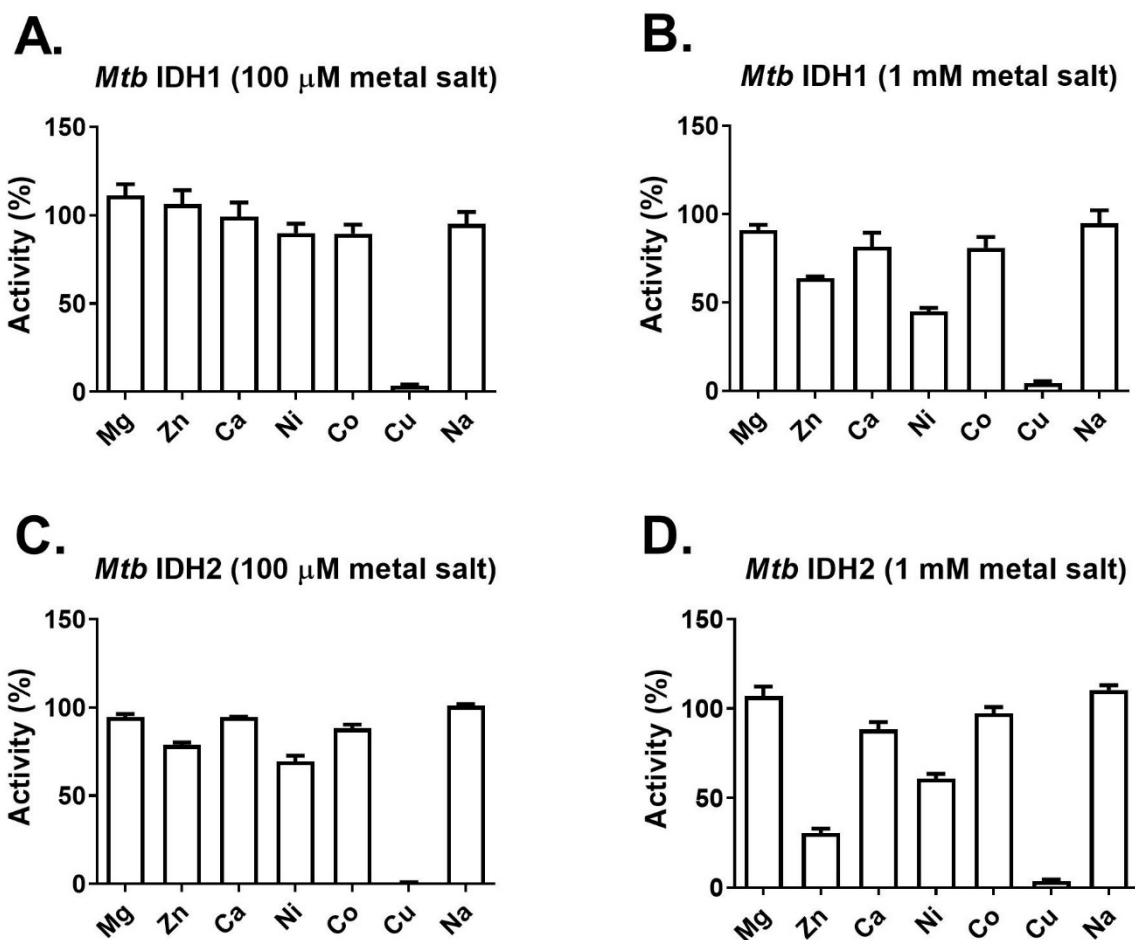 A.
Mtb IDH1 (100 μM metal salt)
Activity (%)
150
100
50
0
Mg Zn Ca Ni Co Cu Na
B.
Mtb IDH1 (1 mM metal salt)
Activity (%)
150
100
50
0
Mg Zn Ca Ni Co Cu Na
C.
Mtb IDH2 (100 μM metal salt)
Activity (%)
150
100
50
0
Mg Zn Ca Ni Co Cu Na
D.
Mtb IDH2 (1 mM metal salt)
Activity (%)
150
100
50
0
Mg Zn Ca Ni Co Cu Na